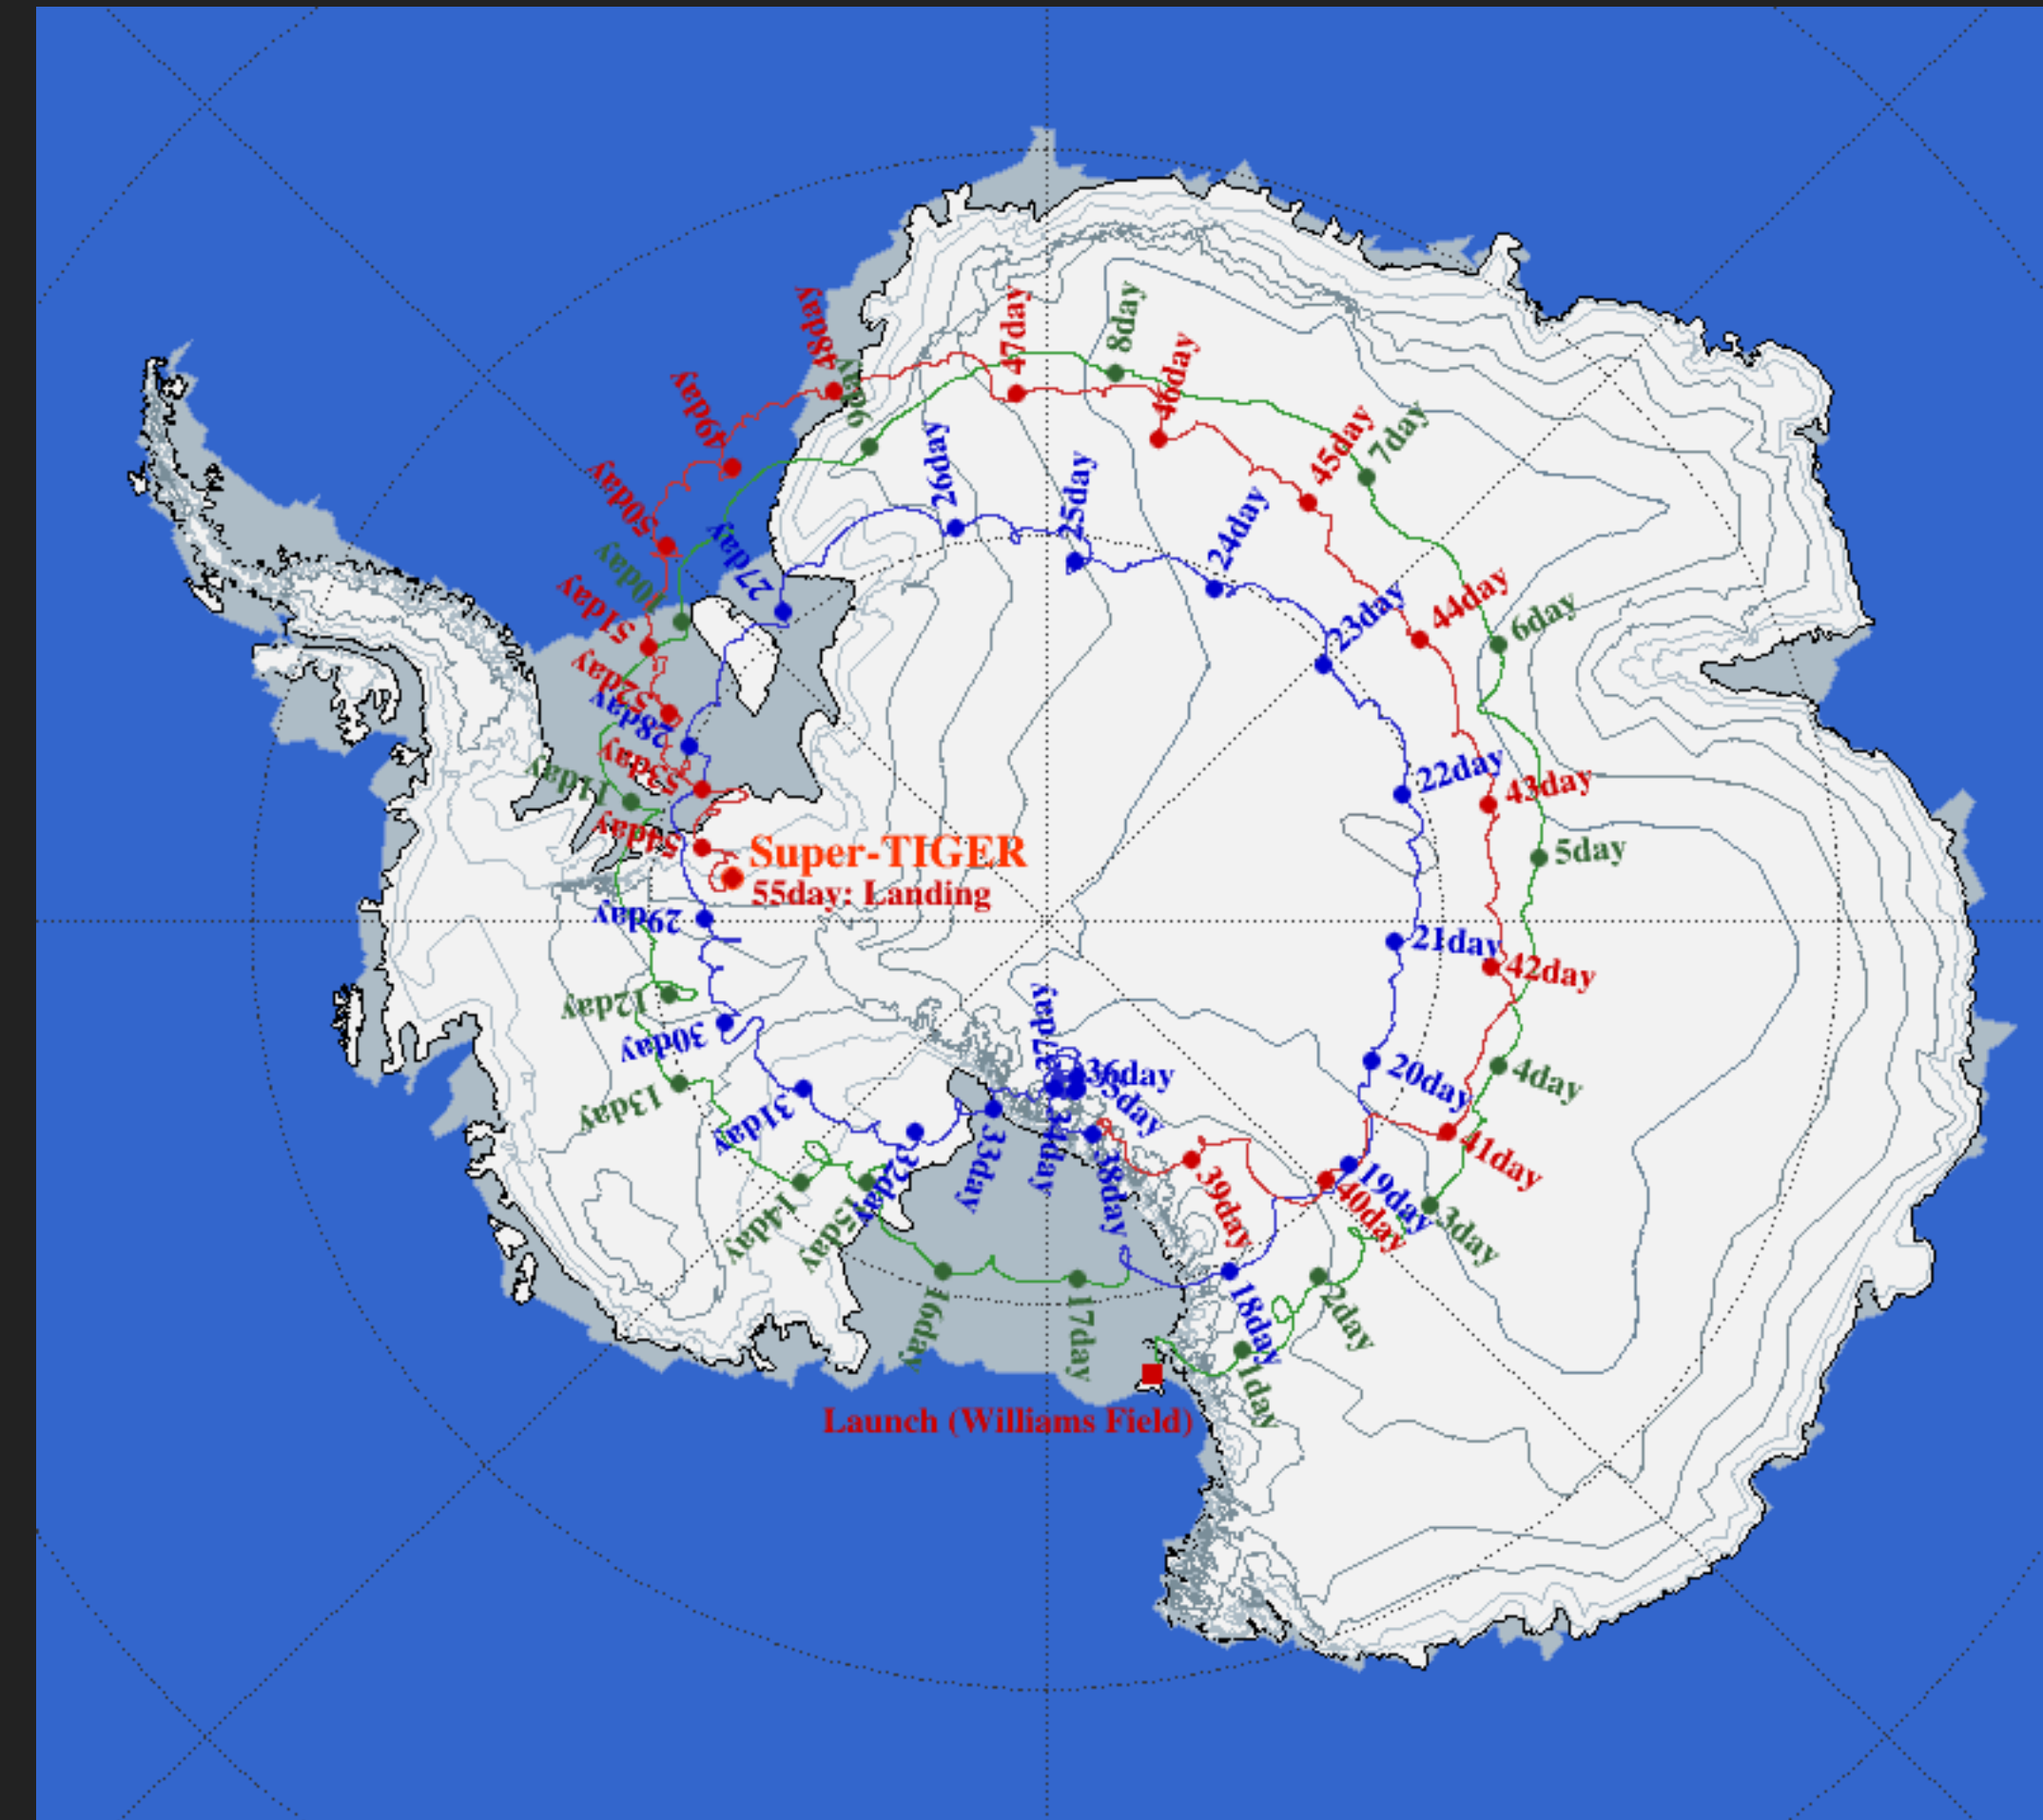 48day
47day
8day
46day
49day
9day
45day
7day
26day
25day
50day
24day
27day
10day
51day
44day
6day
23day
52day
28day
53day
22day
43day
11day
54day
Super-TIGER
5day
55day: Landing
29day
21day
42day
12day
30day
37day
36day
20day
4day
13day
31day
35day
41day
32day
33day
34day
38day
39day
19day
40day
3day
14day
15day
16day
17day
18day
2day
1day
Launch (Williams Field)